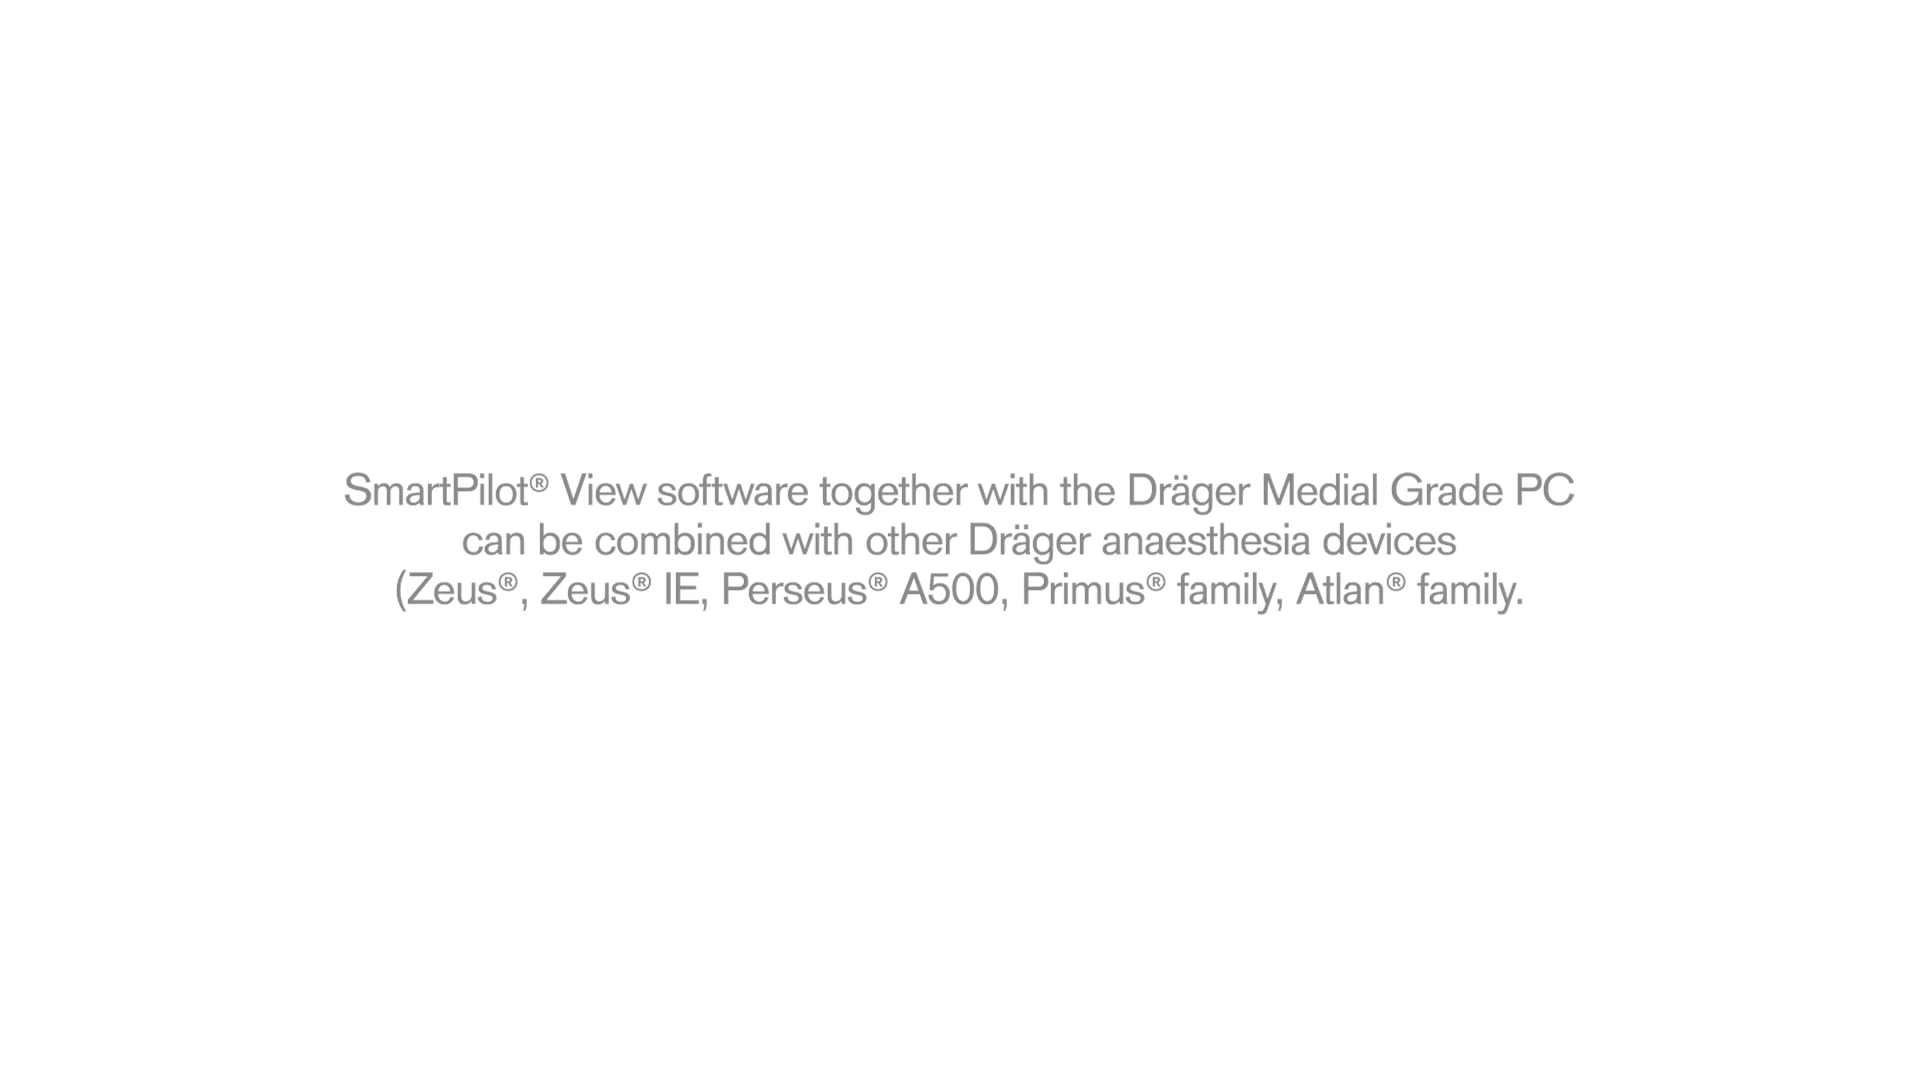 SmartPilot® View software together with the Dräger Medial Grade PC
can be combined with other Dräger anaesthesia devices
(Zeus®, Zeus® IE, Perseus® A500, Primus® family, Atlan® family.